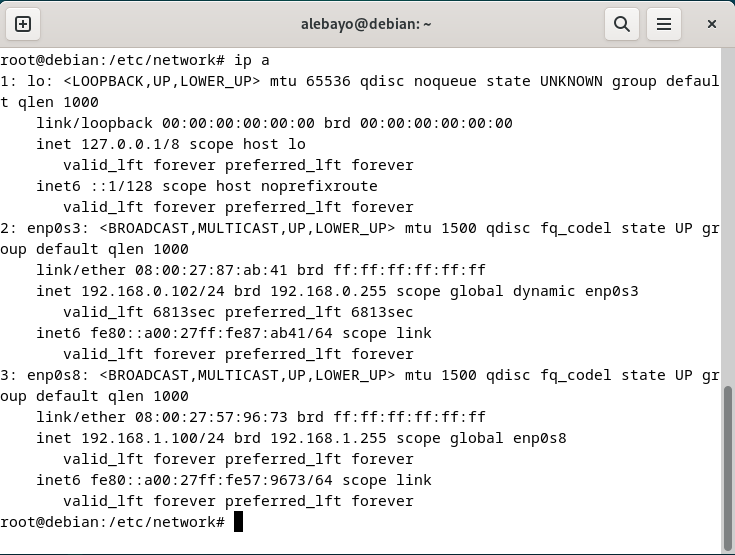 alebayo@debian: ~
root@debian:/etc/network# ip a
1: lo: <LOOPBACK,UP,LOWER_UP> mtu 65536 qdisc noqueue state UNKNOWN group defaul
t qlen 1000
    link/loopback 00:00:00:00:00:00 brd 00:00:00:00:00:00
    inet 127.0.0.1/8 scope host lo
       valid_lft forever preferred_lft forever
    inet6 ::1/128 scope host noprefixroute
       valid_lft forever preferred_lft forever
2: enp0s3: <BROADCAST,MULTICAST,UP,LOWER_UP> mtu 1500 qdisc fq_codel state UP gr
oup default qlen 1000
    link/ether 08:00:27:87:ab:41 brd ff:ff:ff:ff:ff:ff
    inet 192.168.0.102/24 brd 192.168.0.255 scope global dynamic enp0s3
       valid_lft 6813sec preferred_lft 6813sec
    inet6 fe80::a00:27ff:fe87:ab41/64 scope link
       valid_lft forever preferred_lft forever
3: enp0s8: <BROADCAST,MULTICAST,UP,LOWER_UP> mtu 1500 qdisc fq_codel state UP gr
oup default qlen 1000
    link/ether 08:00:27:57:96:73 brd ff:ff:ff:ff:ff:ff
    inet 192.168.1.100/24 brd 192.168.1.255 scope global enp0s8
       valid_lft forever preferred_lft forever
    inet6 fe80::a00:27ff:fe57:9673/64 scope link
       valid_lft forever preferred_lft forever
root@debian:/etc/network#